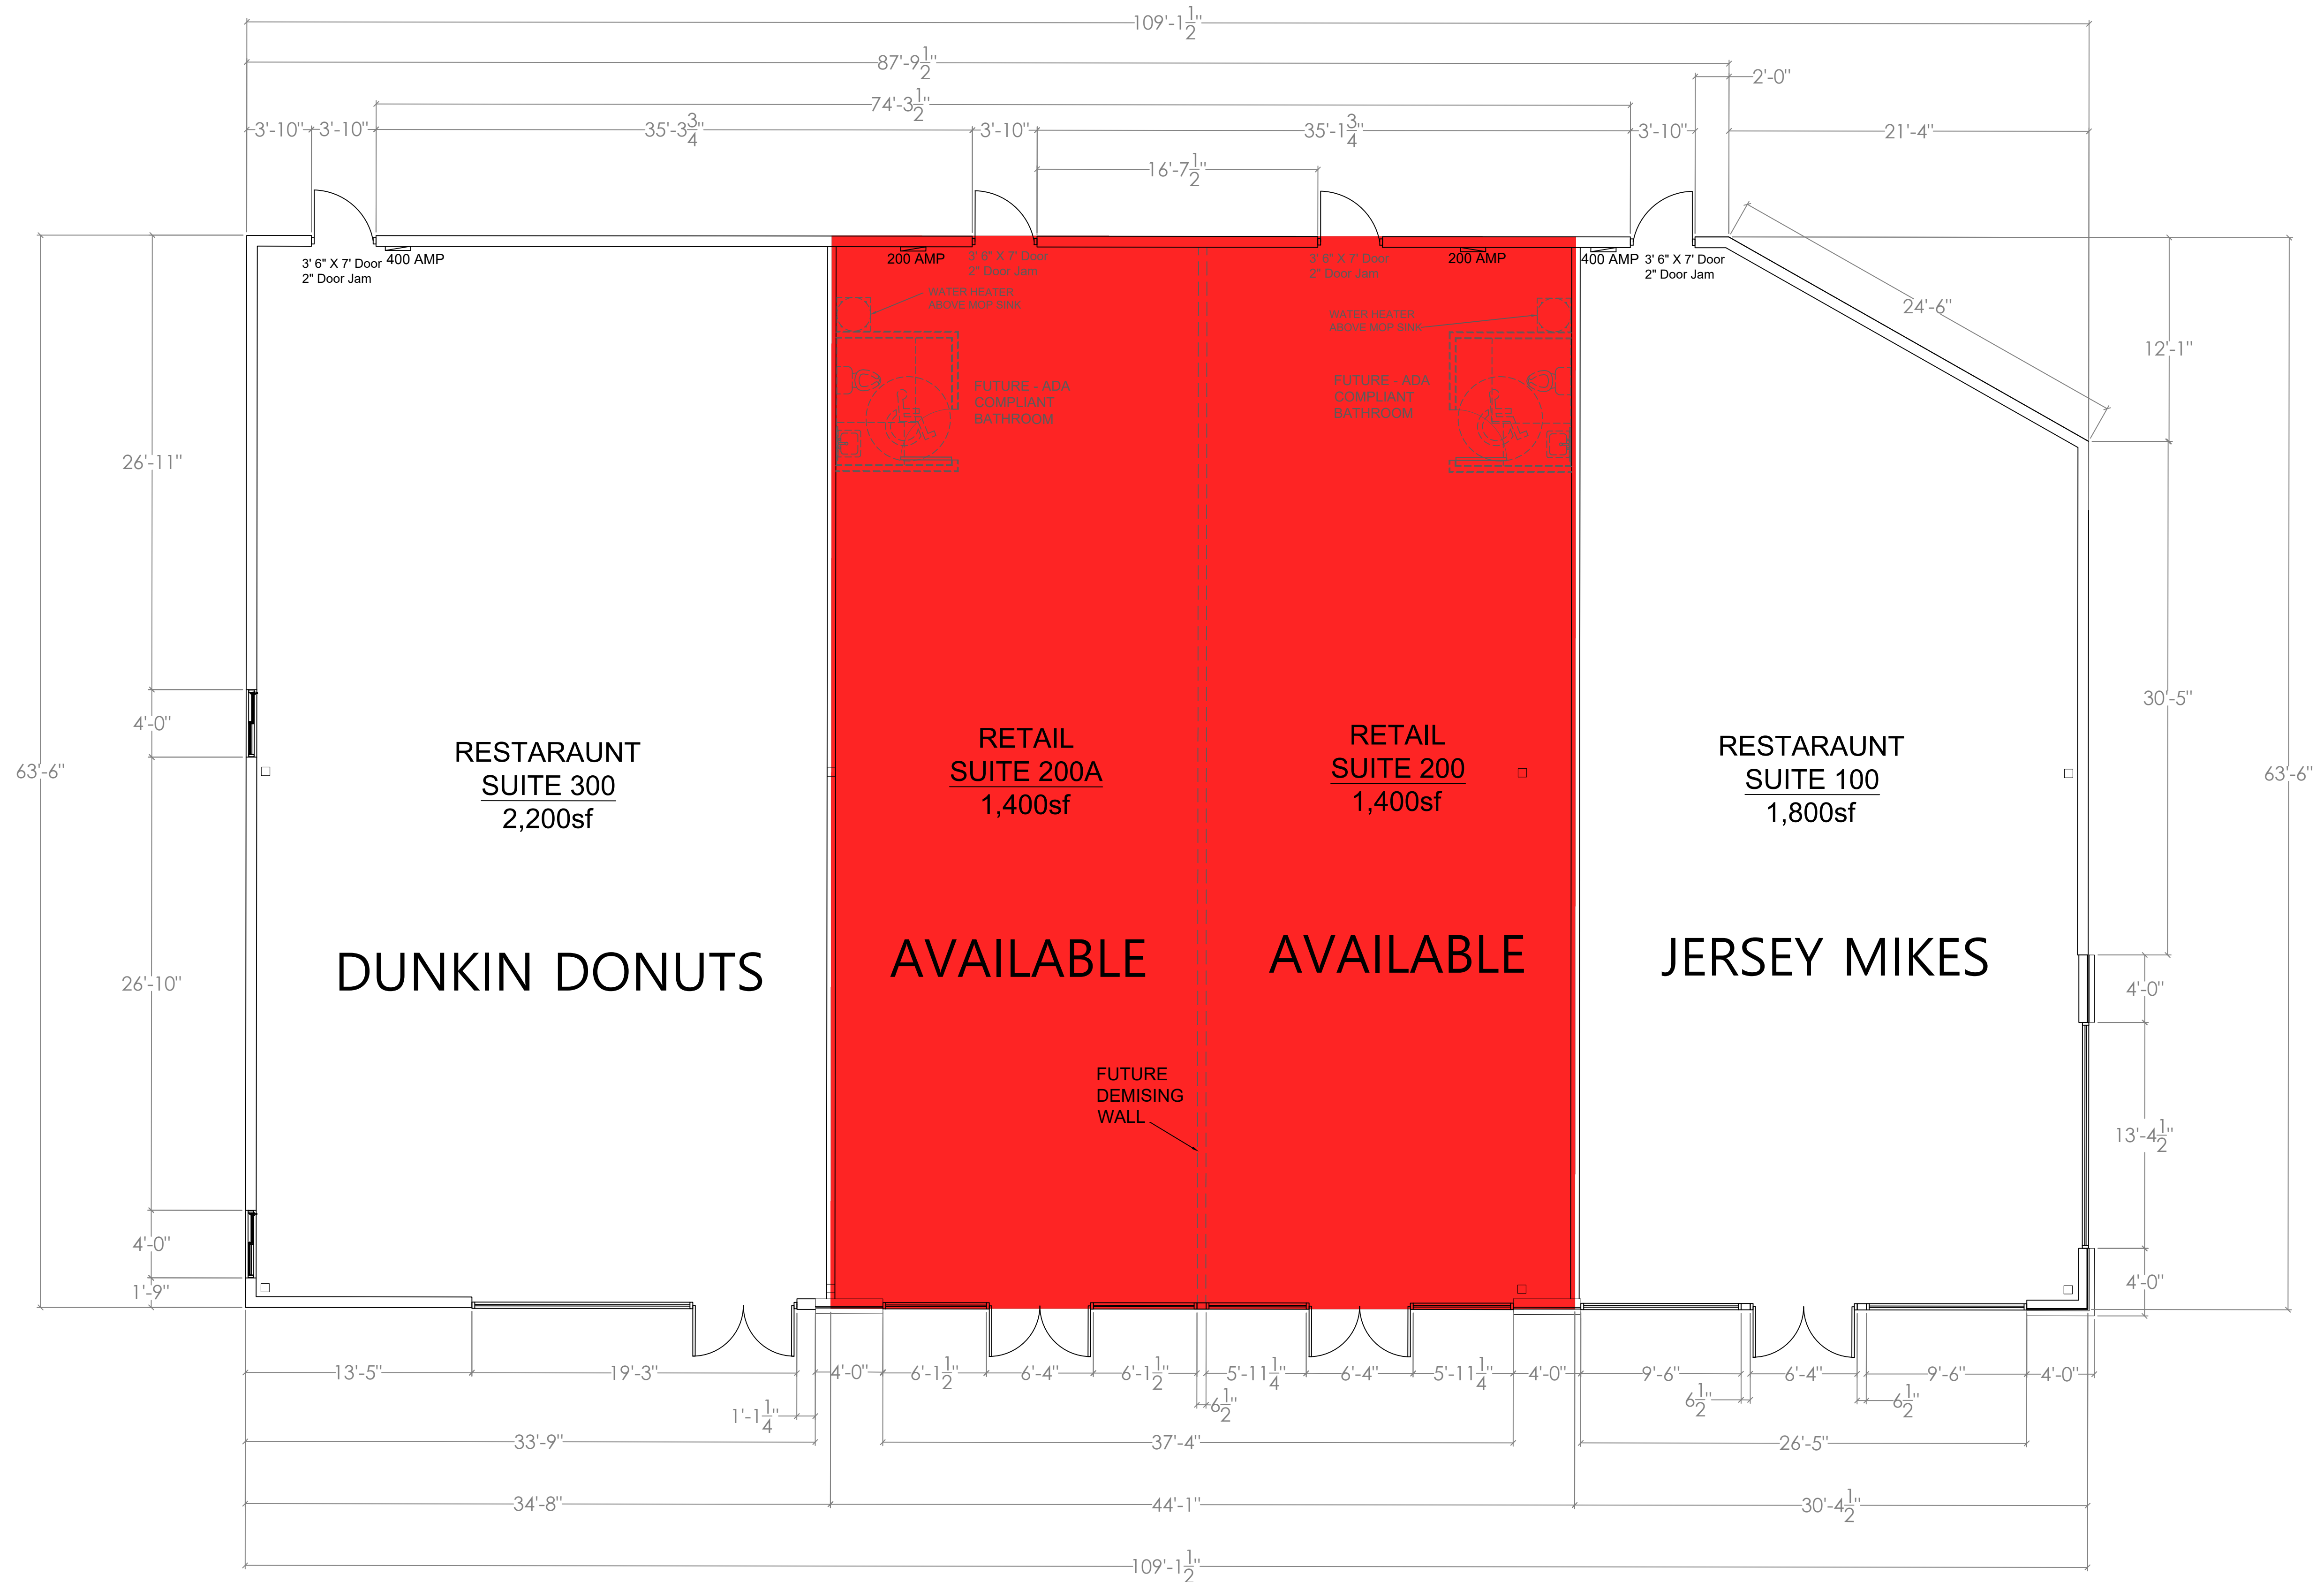 109'-1 1/2"
87'-9 1/2"
2'-0"
74'-3 1/2"
3'-10"
3'-10"
35'-3 3/4"
3'-10"
35'-1 3/4"
3'-10"
21'-4"
16'-7 1/2"
3' 6" X 7' Door
2" Door Jam
400 AMP
200 AMP
3' 6" X 7' Door
2" Door Jam
3' 6" X 7' Door
2" Door Jam
200 AMP
400 AMP
3' 6" X 7' Door
2" Door Jam
WATER HEATER
ABOVE MOP SINK
WATER HEATER
ABOVE MOP SINK
24'-6"
12'-1"
FUTURE - ADA
COMPLIANT
BATHROOM
FUTURE - ADA
COMPLIANT
BATHROOM
26'-11"
30'-5"
4'-0"
63'-6"
RESTARAUNT
SUITE 300
2,200sf
RETAIL
SUITE 200A
1,400sf
RETAIL
SUITE 200
1,400sf
RESTARAUNT
SUITE 100
1,800sf
63'-6"
DUNKIN DONUTS
AVAILABLE
AVAILABLE
JERSEY MIKES
26'-10"
4'-0"
FUTURE
DEMISING
WALL
13'-4 1/2"
4'-0"
1'-9"
4'-0"
13'-5"
19'-3"
4'-0"
6'-1 1/2"
6'-4"
6'-1 1/2"
5'-11 1/4"
6'-4"
5'-11 1/4"
4'-0"
9'-6"
6'-4"
9'-6"
4'-0"
1'-1 1/4"
6 1/2"
6 1/2"
6 1/2"
33'-9"
37'-4"
26'-5"
34'-8"
44'-1"
30'-4 1/2"
109'-1 1/2"